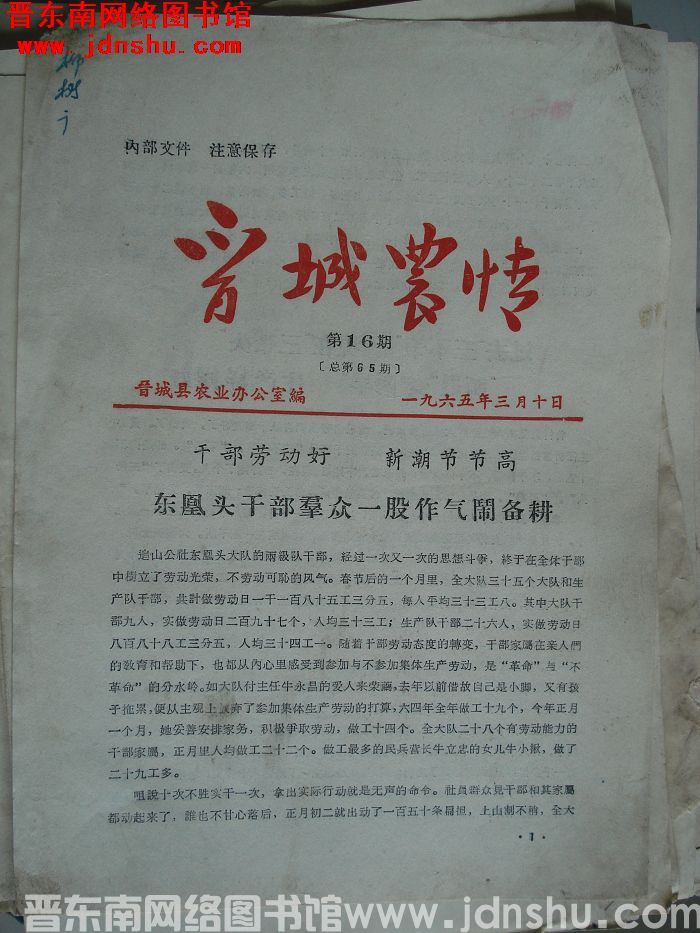 晋东南网络图书馆
www.jdnshu.com
柳树
內部文件 注意保存
晋城農情
第16期
〔总第65期〕
晋城县农业办公室編 一九六五年三月十日
干部劳动好 新潮节节高
东凰头干部羣众一股作气鬧备耕
山公社东凰头大队的兩級队干部，经过一次又一次的思想斗爭，終于在全体干部
中樹立了劳动光荣，不劳动可恥的风气。春节后的一个月里，全大队三十五个大队和生
产队干部，共計做劳动日一千一百八十五工三分五，每人平均三十三工八。其中大队干
部九人，实做劳动日二百九十七个，人均三十三工；生产队干部二十六人，实做劳动日
八百八十八工三分五，人均三十四工一。随着干部劳动态度的轉变，干部家屬在亲人們
的敎育和帮助下，也都从內心里感受到参加与不参加集体生产劳动，是“革命”与“不
革命”的分水岭。如大队付主任牛永昌的爱人来荣 ，去年以前借故自己是小脚，又有孩
子拖累，便从主观上放弃了参加集体生产劳动的打算，六四年全年做工十九个，今年正月
一个月，她妥善安排家务，积极爭取劳动，做工十四个。全大队二十八个有劳动能力的
干部家屬，正月里人均做工二十二个。做工最多的民兵营长牛立忠的女儿牛小 ，做了
二十九工多。
咀說十次不胜实干一次，拿出实际行动就是无声的命令。社員群众見干部和其家屬
都动起来了，誰也不甘心落后，正月初二就出动了一百五十条扁担，上山割不 ，全大
·1·
晋东南网络图书馆www.jdnshu.com